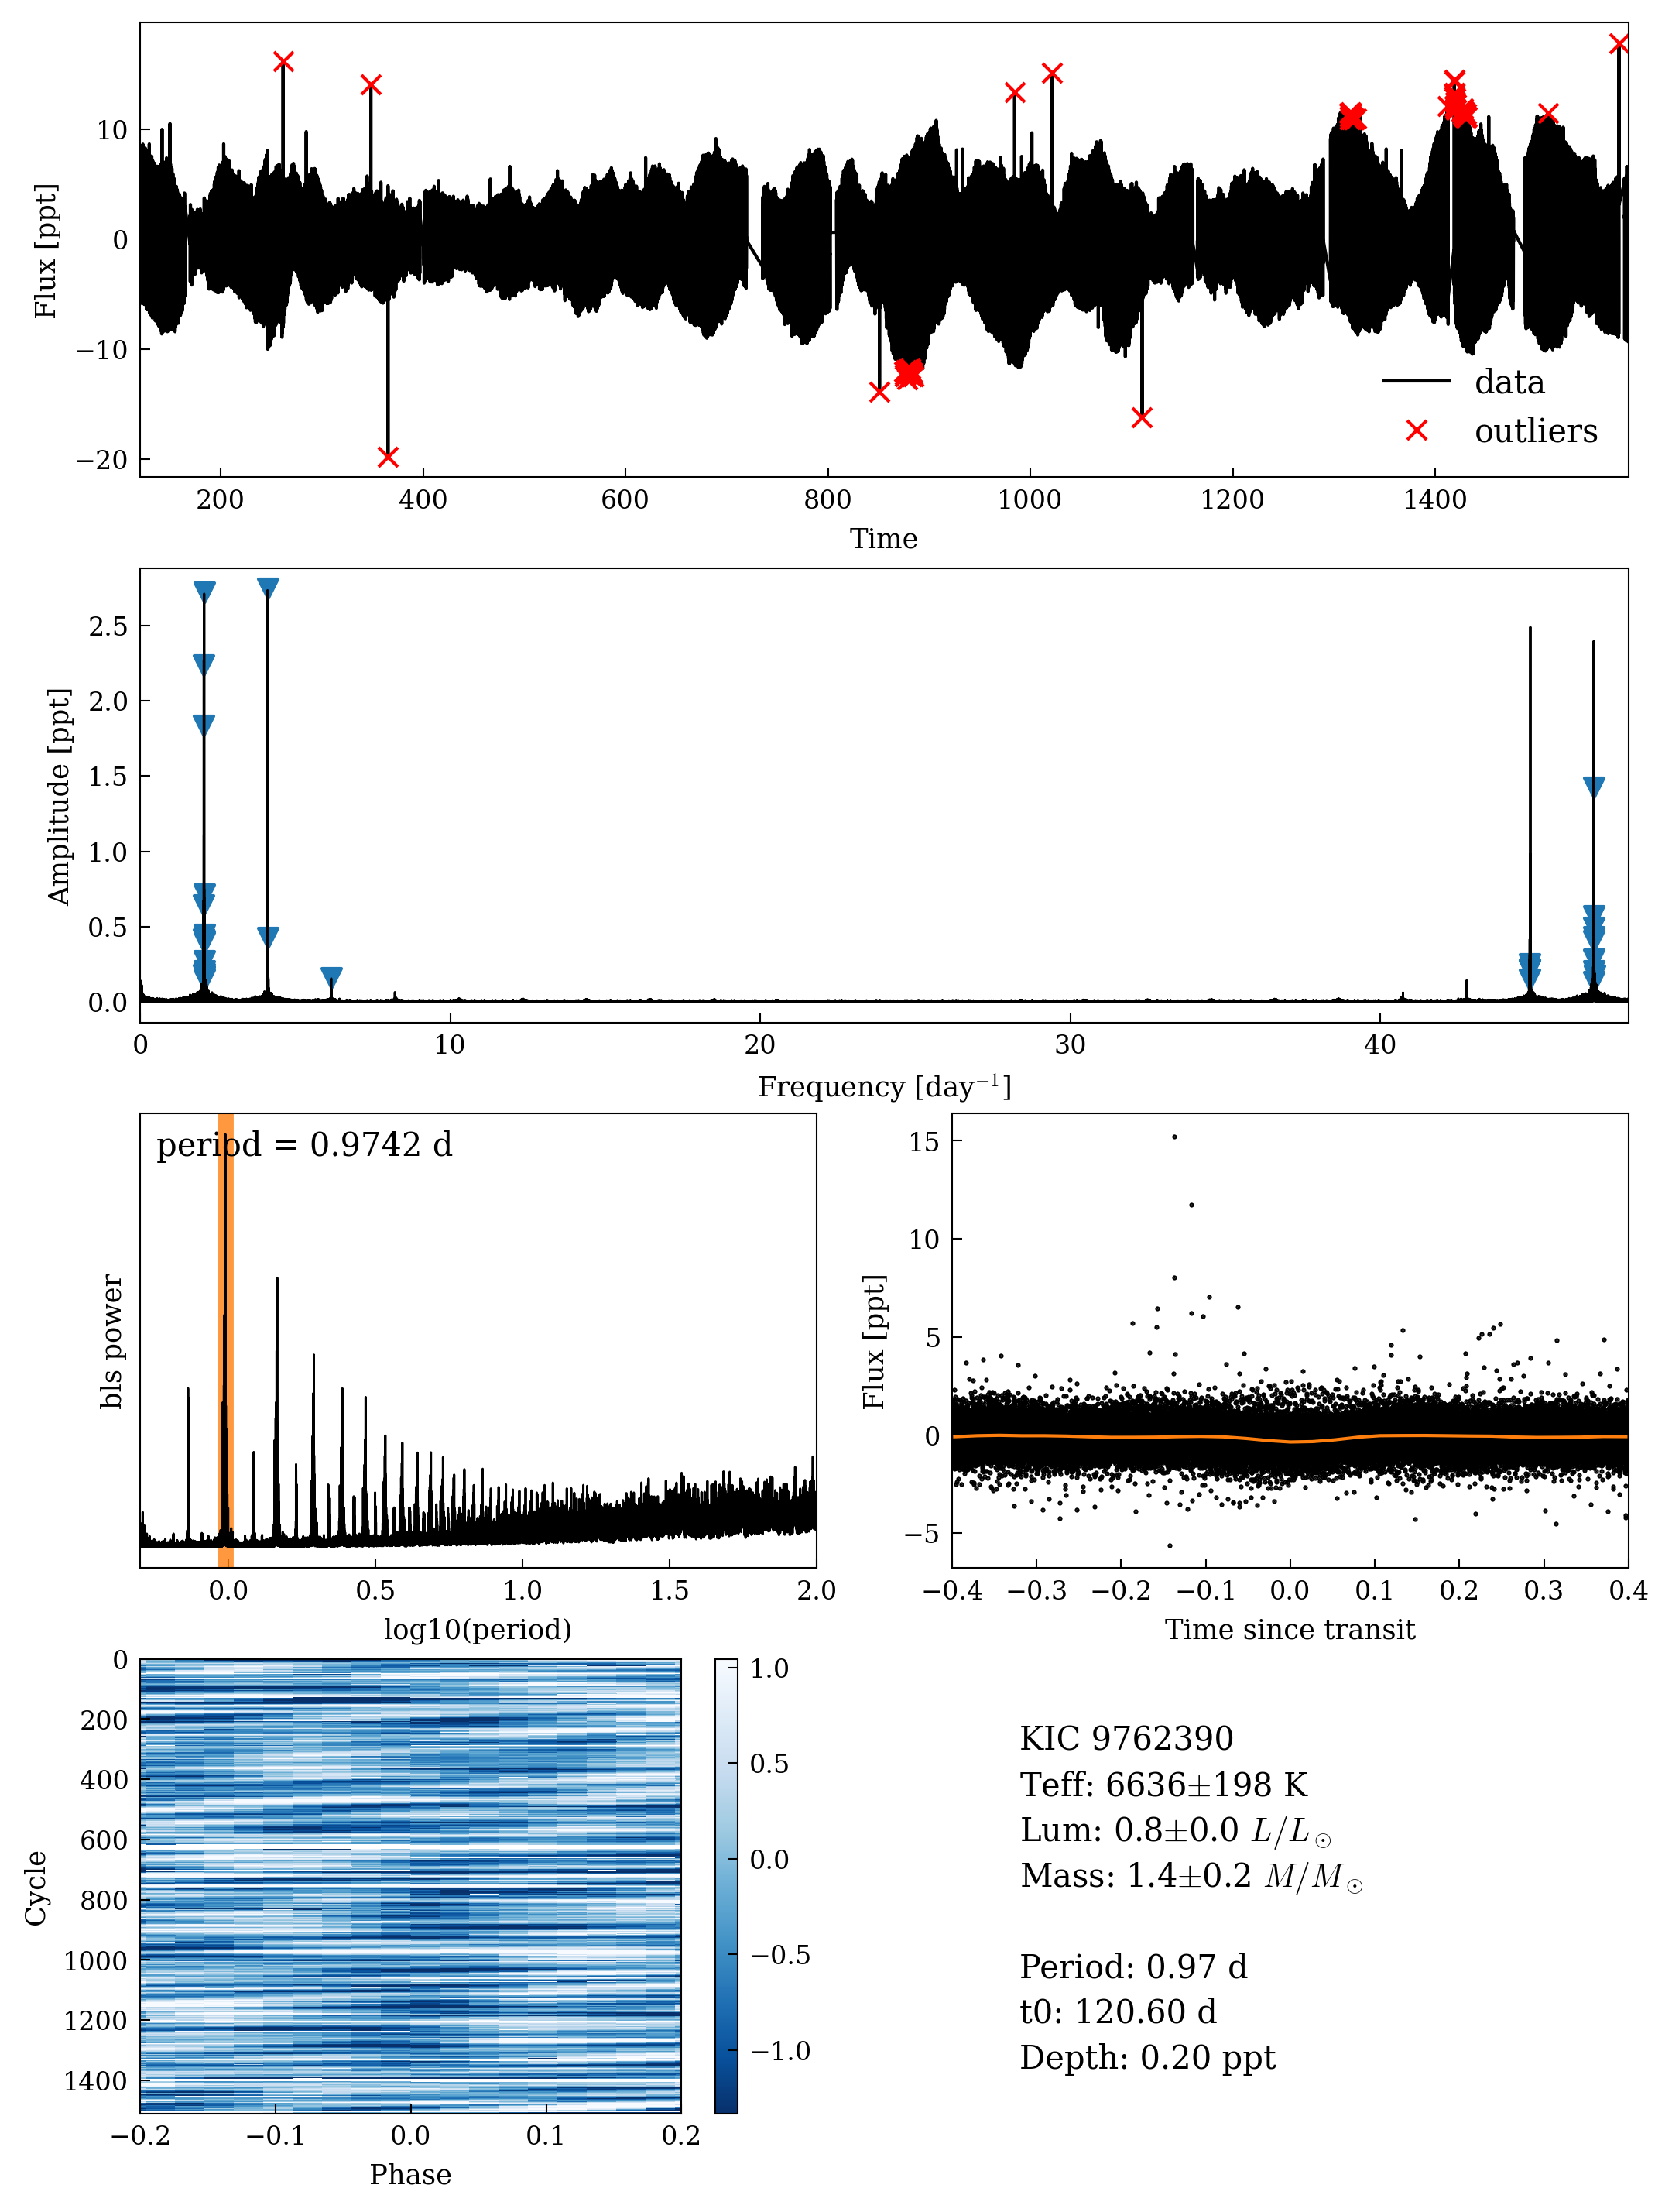 10
0
−10
−20
Flux [ppt]
data
outliers
200
400
600
800
1000
1200
1400
Time
2.5
2.0
1.5
1.0
0.5
0.0
Amplitude [ppt]
0
10
20
30
40
Frequency [day⁻¹]
period = 0.9742 d
bls power
0.0
0.5
1.0
1.5
2.0
log10(period)
15
10
5
0
−5
Flux [ppt]
−0.4
−0.3
−0.2
−0.1
0.0
0.1
0.2
0.3
0.4
Time since transit
0
200
400
600
800
1000
1200
1400
Cycle
−0.2
−0.1
0.0
0.1
0.2
Phase
1.0
0.5
0.0
−0.5
−1.0
KIC 9762390
Teff: 6636±198 K
Lum: 0.8±0.0 L/L⊙
Mass: 1.4±0.2 M/M⊙
Period: 0.97 d
t0: 120.60 d
Depth: 0.20 ppt